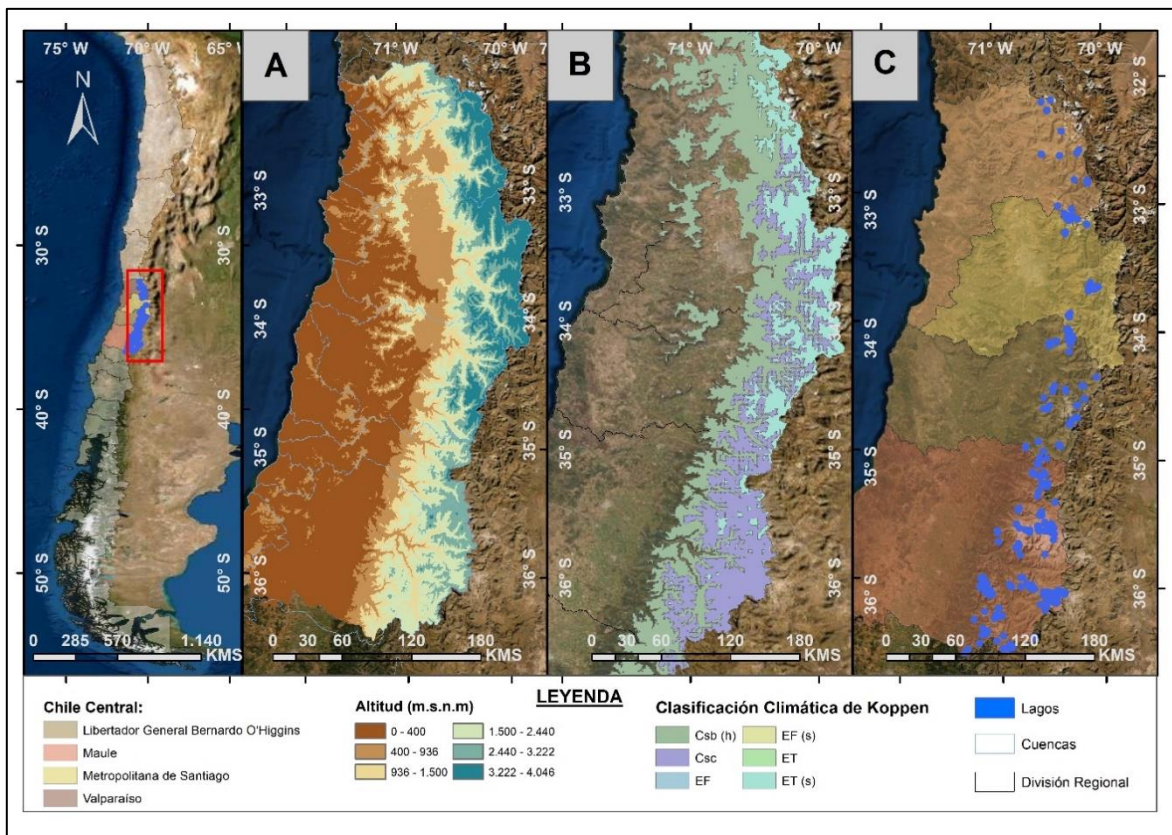 75° W 70° W 65° W
N
30° S 30° S
40° S 40° S
50° S 50° S
0 285 570 1.140
KMS
A
71° W 70° W
33° S 33° S
34° S 34° S
35° S 35° S
36° S 36° S
0 30 60 120 180
KMS
B
71° W 70° W
33° S 33° S
34° S 34° S
35° S 35° S
36° S 36° S
0 30 60 120 180
KMS
C
71° W 70° W
32° S
33° S 33° S
34° S 34° S
35° S 35° S
36° S 36° S
0 30 60 120 180
KMS
LEYENDA
Chile Central:
Libertador General Bernardo O'Higgins
Maule
Metropolitana de Santiago
Valparaíso
Altitud (m.s.n.m)
0 - 400
400 - 936
936 - 1.500
1.500 - 2.440
2.440 - 3.222
3.222 - 4.046
Clasificación Climática de Koppen
Csb (h)
Csc
EF
EF (s)
ET
ET (s)
Lagos
Cuencas
División Regional